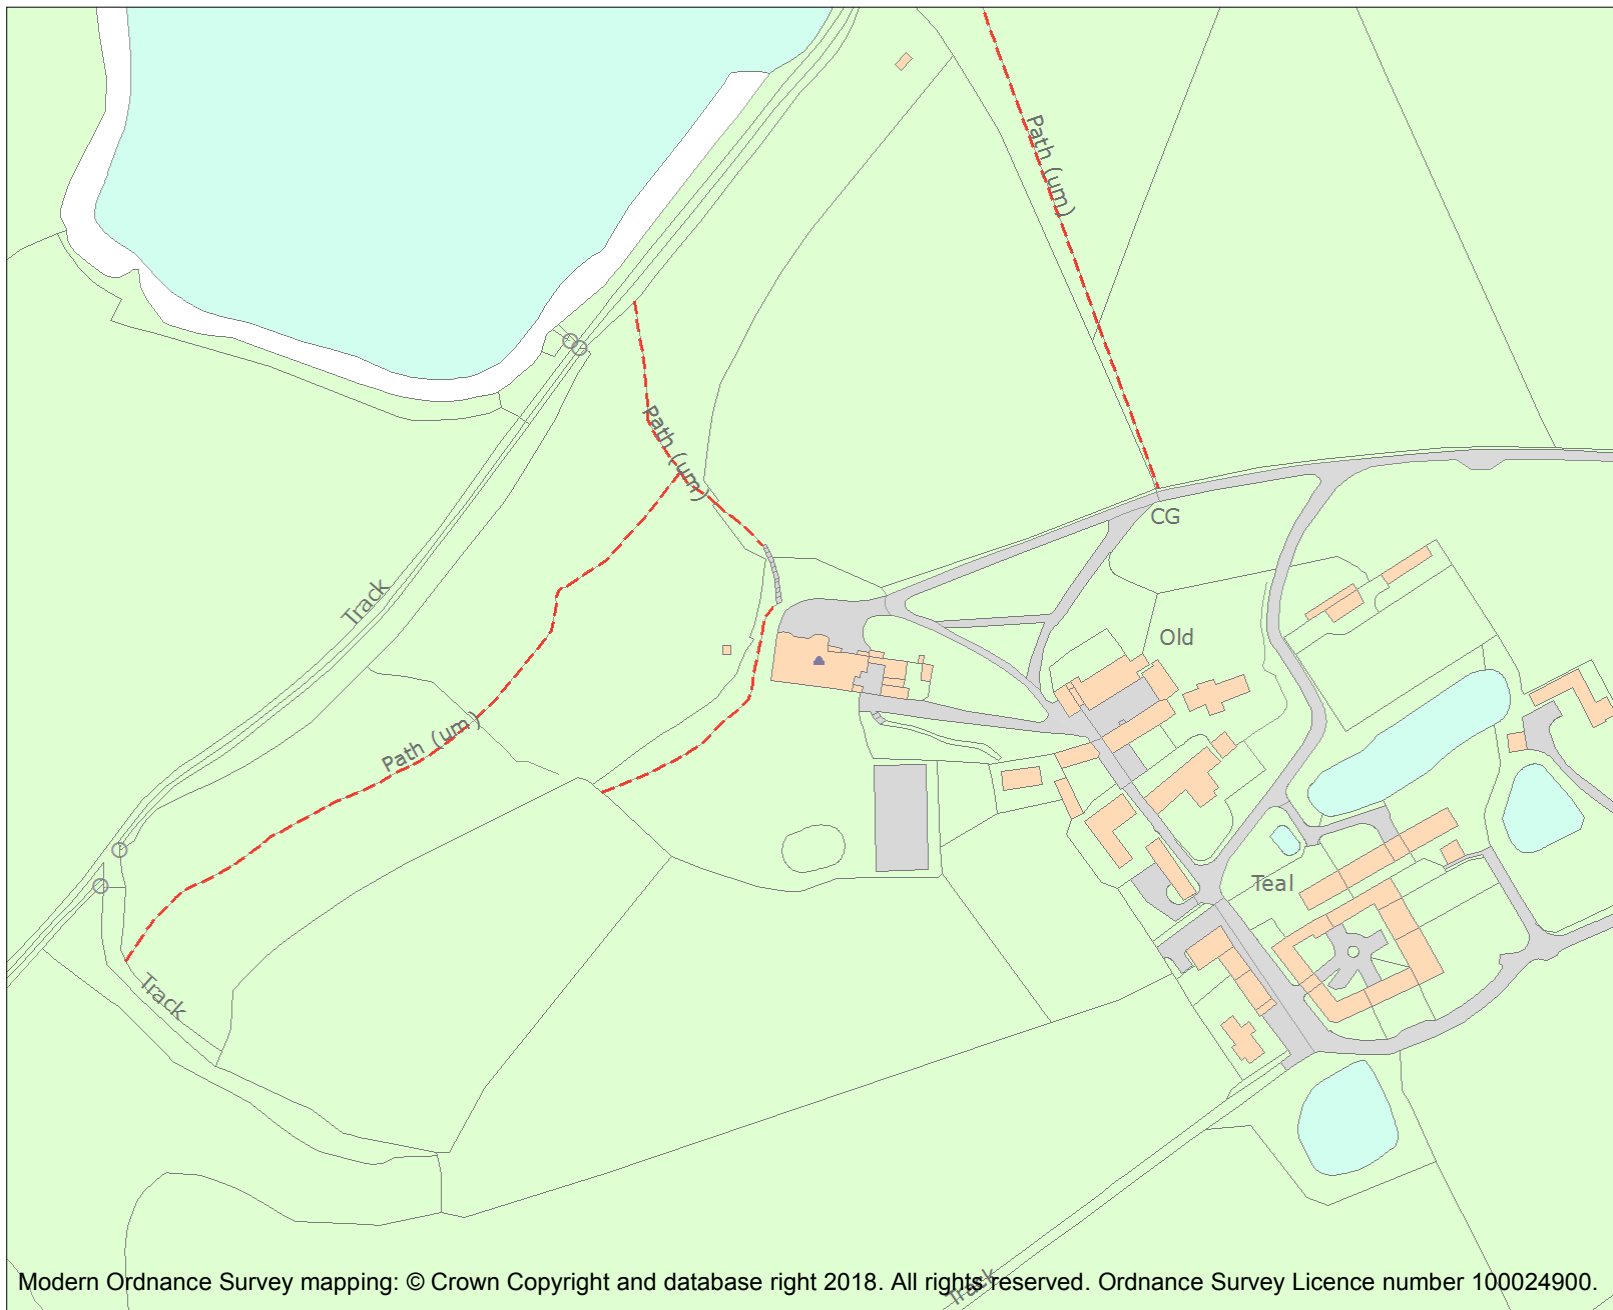 Path (um)
Path (um)
CG
Track
Old
Path (um)
Teal
Track
Track
Modern Ordnance Survey mapping: © Crown Copyright and database right 2018. All rights reserved. Ordnance Survey Licence number 100024900.